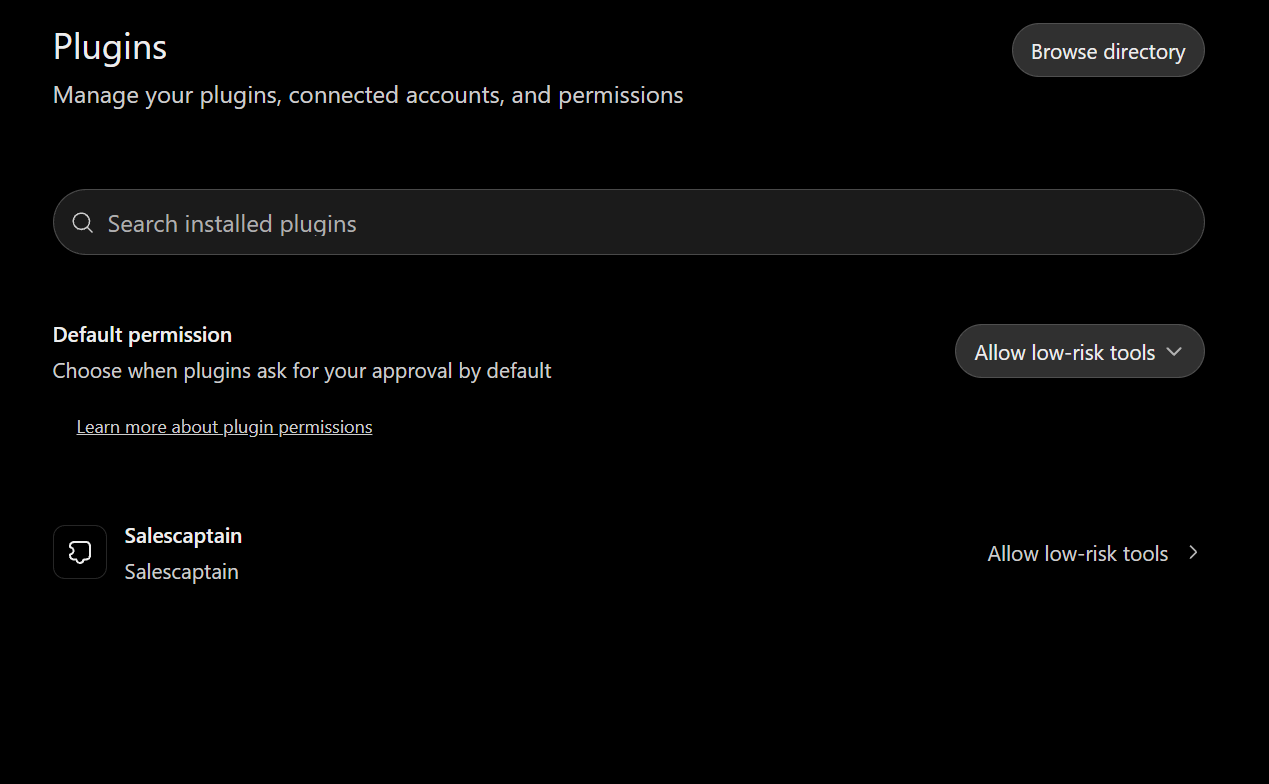 Plugins
Browse directory
Manage your plugins, connected accounts, and permissions
Search installed plugins
Default permission
Choose when plugins ask for your approval by default
Allow low-risk tools
Learn more about plugin permissions
Salescaptain
Salescaptain
Allow low-risk tools